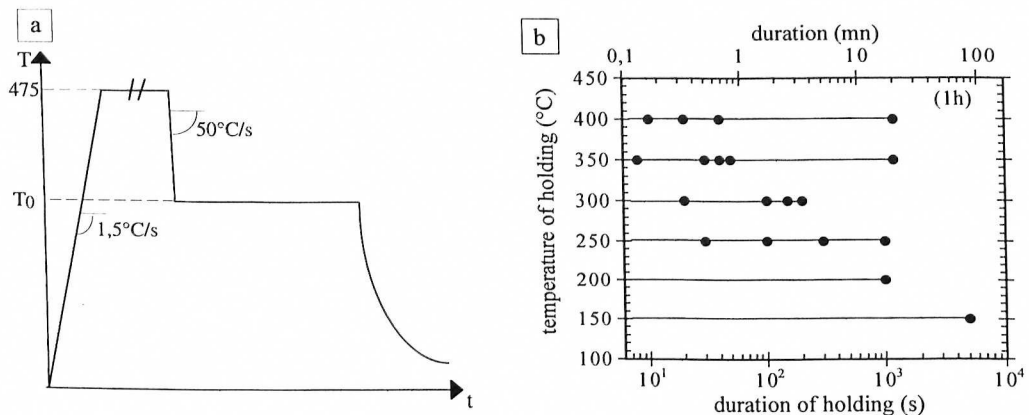 a
T
475
50°C/s
T0
1,5°C/s
t
b
duration (mn)
0,1 1 10 100
temperature of holding (°C)
450
400
350
300
250
200
150
100
(1h)
10¹ 10² 10³ 10⁴
duration of holding (s)